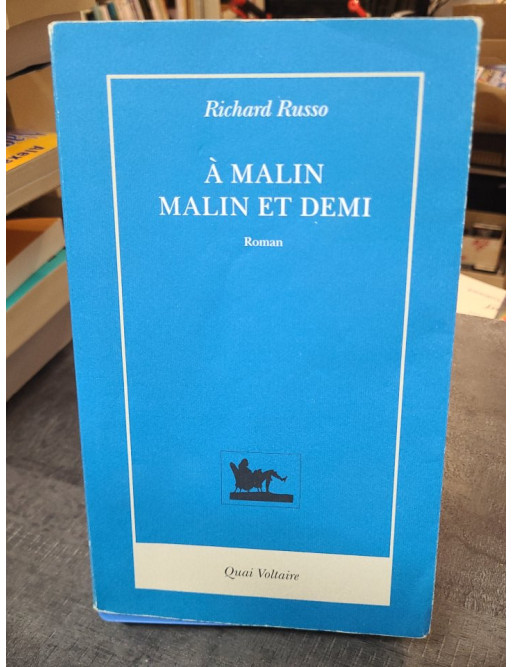 Richard Russo
À MALIN
MALIN ET DEMI
Roman
Quai Voltaire